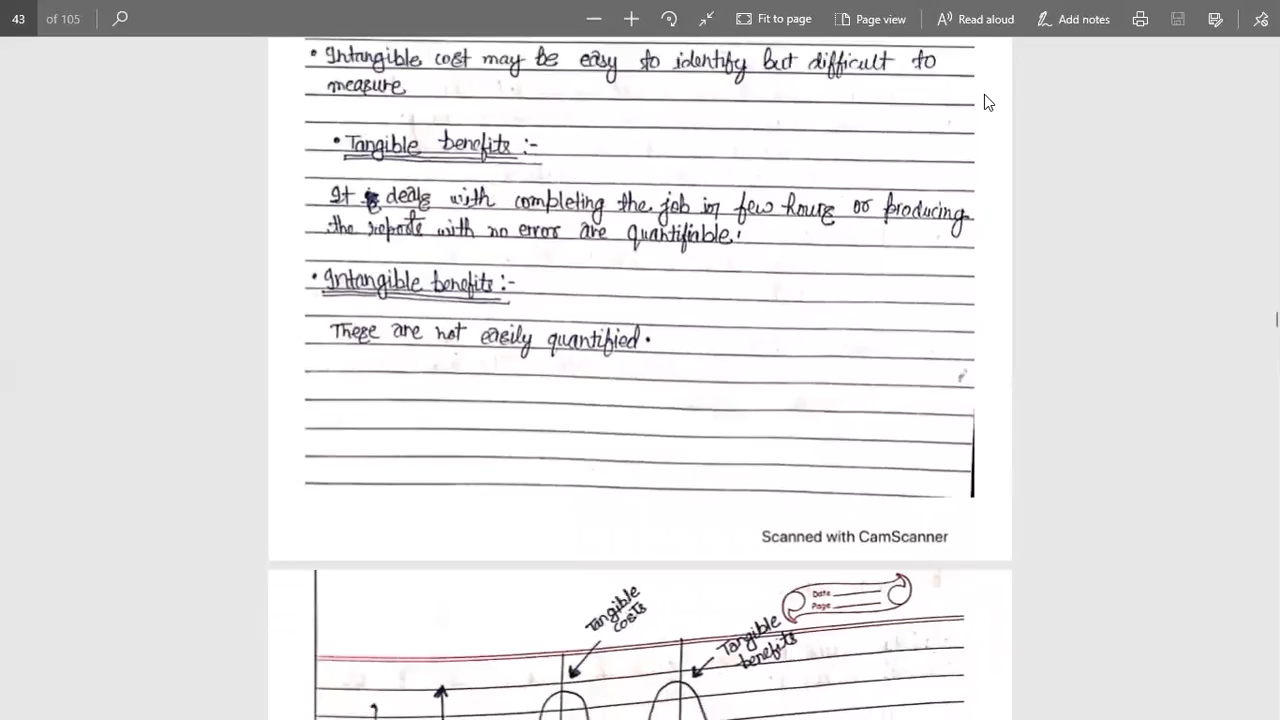 43 of 105 Fit to page Page view Read aloud Add notes
• Intangible cost may be easy to identify but difficult to
measure
• Tangible benefits :-
It deals with completing the job in few hours or producing
the reports with no error are quantifiable.
• Intangible benefits :-
These are not easily quantified.
Scanned with CamScanner
Date
Page
Tangible
costs
Tangible
benefits